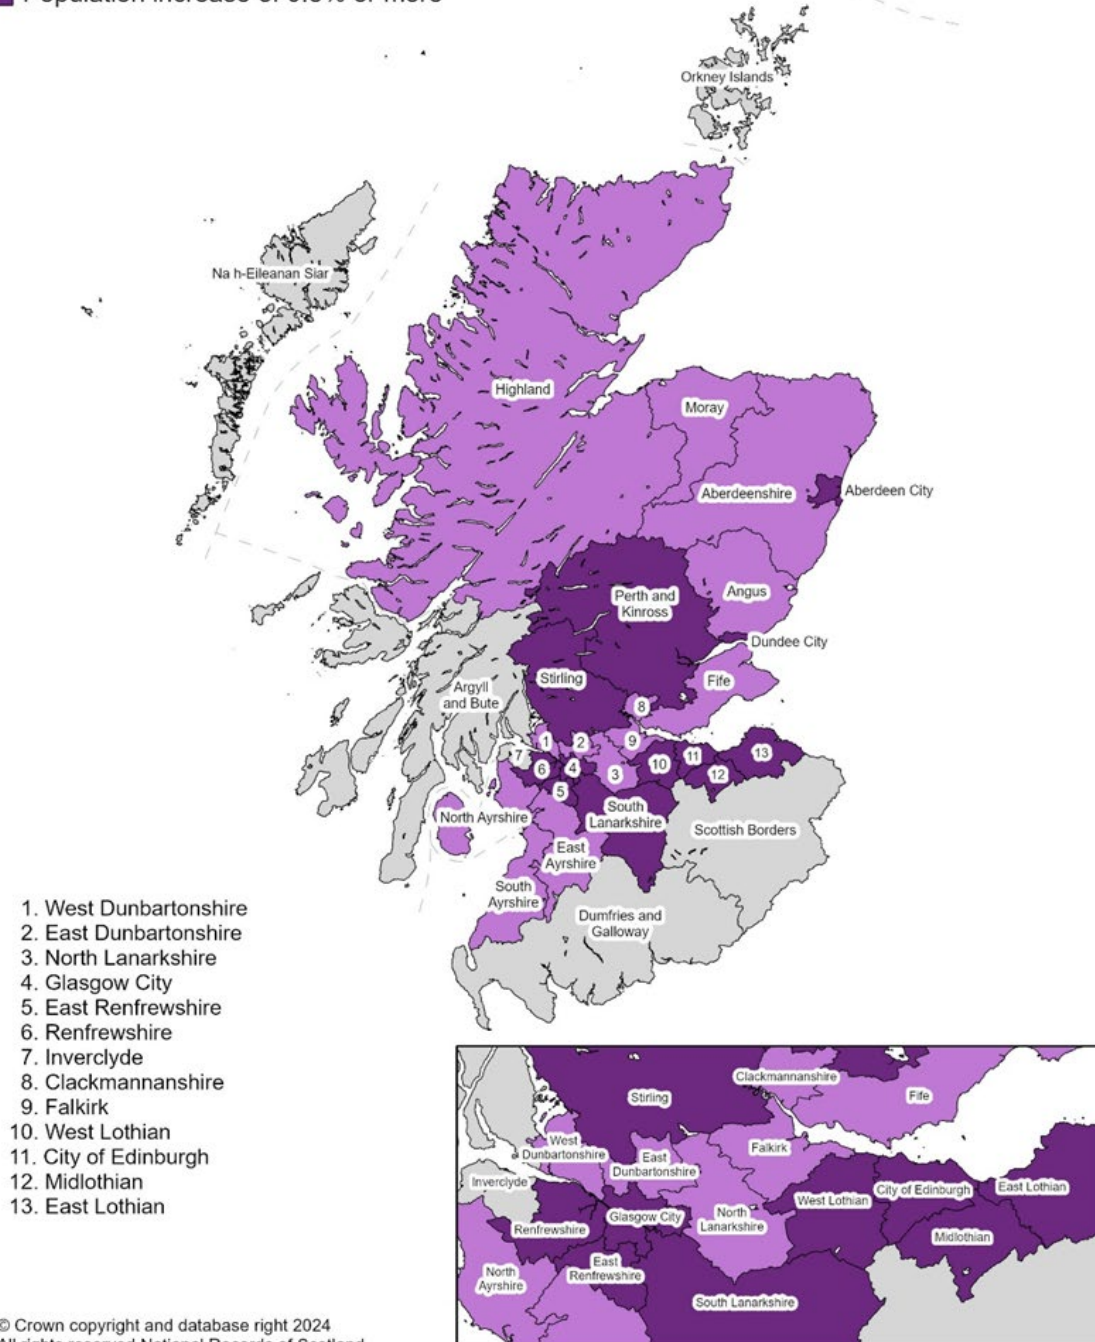 Orkney Islands
Na h-Eileanan Siar
Highland
Moray
Aberdeenshire
Aberdeen City
Perth and
Kinross
Angus
Dundee City
Stirling
Fife
Argyll
and Bute
8
1
2
9
7
6
4
3
10
11
12
13
5
North Ayrshire
South
Lanarkshire
Scottish Borders
East
Ayrshire
South
Ayrshire
Dumfries and
Galloway
1. West Dunbartonshire
2. East Dunbartonshire
3. North Lanarkshire
4. Glasgow City
5. East Renfrewshire
6. Renfrewshire
7. Inverclyde
8. Clackmannanshire
9. Falkirk
10. West Lothian
11. City of Edinburgh
12. Midlothian
13. East Lothian
Clackmannanshire
Stirling
Fife
West
Dunbartonshire
East
Dunbartonshire
Falkirk
Inverclyde
West Lothian
City of Edinburgh
East Lothian
Renfrewshire
Glasgow City
North
Lanarkshire
Midlothian
North
Ayrshire
East
Renfrewshire
South Lanarkshire
© Crown copyright and database right 2024